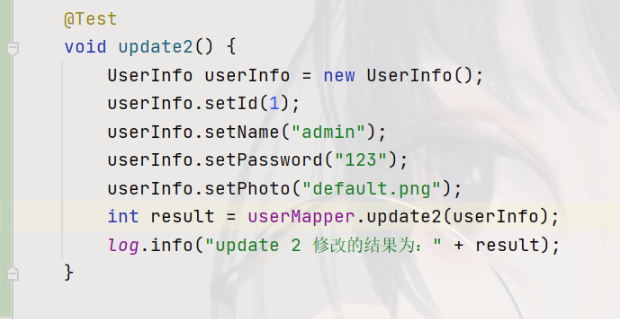 @Test
void update2() {
UserInfo userInfo = new UserInfo();
userInfo.setId(1);
userInfo.setName("admin");
userInfo.setPassword("123");
userInfo.setPhoto("default.png");
int result = userMapper.update2(userInfo);
log.info("update 2 修改的结果为：" + result);
}